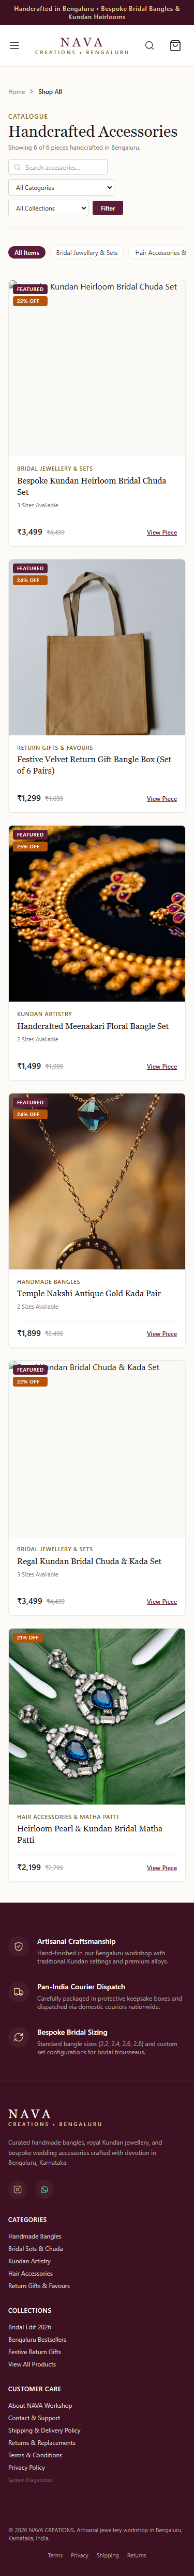 Handcrafted in Bengaluru • Bespoke Bridal Bangles &
Kundan Heirlooms
NAVA
CREATIONS • BENGALURU
Home > Shop All
CATALOGUE
Handcrafted Accessories
Showing 6 of 6 pieces handcrafted in Bengaluru.
Search accessories...
All Categories
All Collections
Filter
All Items
Bridal Jewellery & Sets
Hair Accessories &
Kundan Heirloom Bridal Chuda Set
FEATURED
22% OFF
BRIDAL JEWELLERY & SETS
Bespoke Kundan Heirloom Bridal Chuda
Set
3 Sizes Available
₹3,499 ₹4,499
View Piece
FEATURED
24% OFF
RETURN GIFTS & FAVOURS
Festive Velvet Return Gift Bangle Box (Set
of 6 Pairs)
₹1,299 ₹1,699
View Piece
FEATURED
25% OFF
KUNDAN ARTISTRY
Handcrafted Meenakari Floral Bangle Set
2 Sizes Available
₹1,499 ₹1,999
View Piece
FEATURED
24% OFF
HANDMADE BANGLES
Temple Nakshi Antique Gold Kada Pair
2 Sizes Available
₹1,899 ₹2,499
View Piece
Kundan Bridal Chuda & Kada Set
FEATURED
22% OFF
BRIDAL JEWELLERY & SETS
Regal Kundan Bridal Chuda & Kada Set
3 Sizes Available
₹3,499 ₹4,499
View Piece
21% OFF
HAIR ACCESSORIES & MATHA PATTI
Heirloom Pearl & Kundan Bridal Matha
Patti
₹2,199 ₹2,799
View Piece
Artisanal Craftsmanship
Hand-finished in our Bengaluru workshop with
traditional Kundan settings and premium alloys.
Pan-India Courier Dispatch
Carefully packaged in protective keepsake boxes and
dispatched via domestic couriers nationwide.
Bespoke Bridal Sizing
Standard bangle sizes (2.2, 2.4, 2.6, 2.8) and custom
set configurations for bridal trousseaus.
NAVA
CREATIONS • BENGALURU
Curated handmade bangles, royal Kundan jewellery, and
bespoke wedding accessories crafted with devotion in
Bengaluru, Karnataka.
CATEGORIES
Handmade Bangles
Bridal Sets & Chuda
Kundan Artistry
Hair Accessories
Return Gifts & Favours
COLLECTIONS
Bridal Edit 2026
Bengaluru Bestsellers
Festive Return Gifts
View All Products
CUSTOMER CARE
About NAVA Workshop
Contact & Support
Shipping & Delivery Policy
Returns & Replacements
Terms & Conditions
Privacy Policy
System Diagnostics
© 2026 NAVA CREATIONS. Artisanal jewellery workshop in Bengaluru,
Karnataka, India.
Terms Privacy Shipping Returns